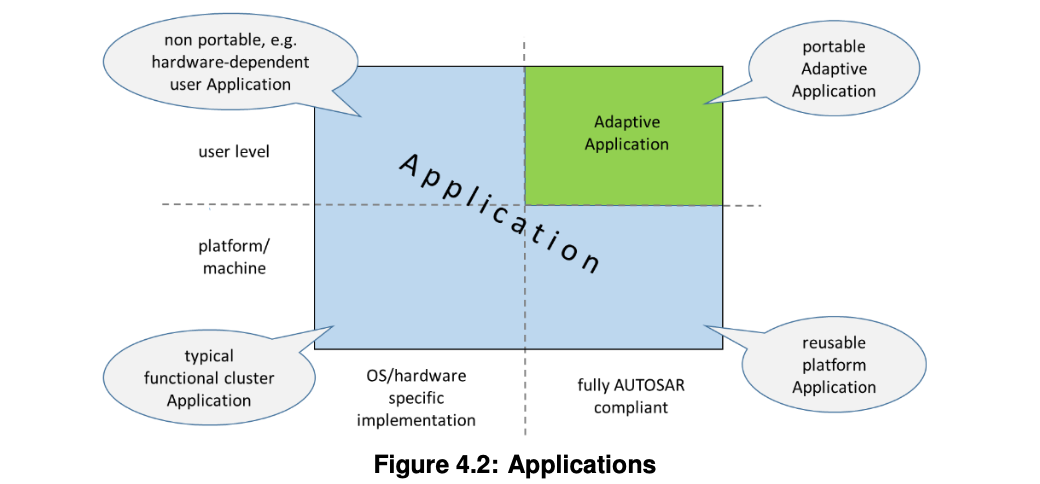 non portable, e.g.
hardware-dependent
user Application
portable
Adaptive
Application
Adaptive
Application
user level
Application
platform/
machine
typical
functional cluster
Application
reusable
platform
Application
OS/hardware
specific
implementation
fully AUTOSAR
compliant
Figure 4.2: Applications